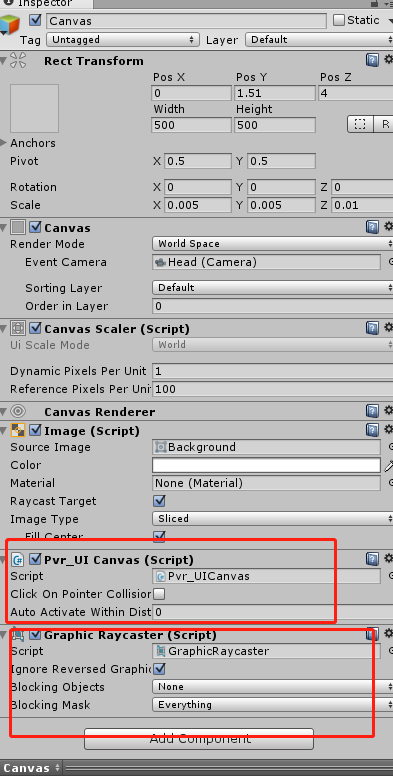 Inspector
Canvas Static
Tag Untagged Layer Default
Rect Transform
Pos X Pos Y Pos Z
0 1.51 4
Width Height
500 500 R
Anchors
Pivot X 0.5 Y 0.5
Rotation X 0 Y 0 Z 0
Scale X 0.005 Y 0.005 Z 0.01
Canvas
Render Mode World Space
Event Camera Head (Camera)
Sorting Layer Default
Order in Layer 0
Canvas Scaler (Script)
Ui Scale Mode World
Dynamic Pixels Per Unit 1
Reference Pixels Per Uni 100
Canvas Renderer
Image (Script)
Source Image Background
Color
Material None (Material)
Raycast Target
Image Type Sliced
Fill Center
Pvr_UI Canvas (Script)
Script Pvr_UICanvas
Click On Pointer Collision
Auto Activate Within Dist 0
Graphic Raycaster (Script)
Script GraphicRaycaster
Ignore Reversed Graphic
Blocking Objects None
Blocking Mask Everything
Add Component
Canvas